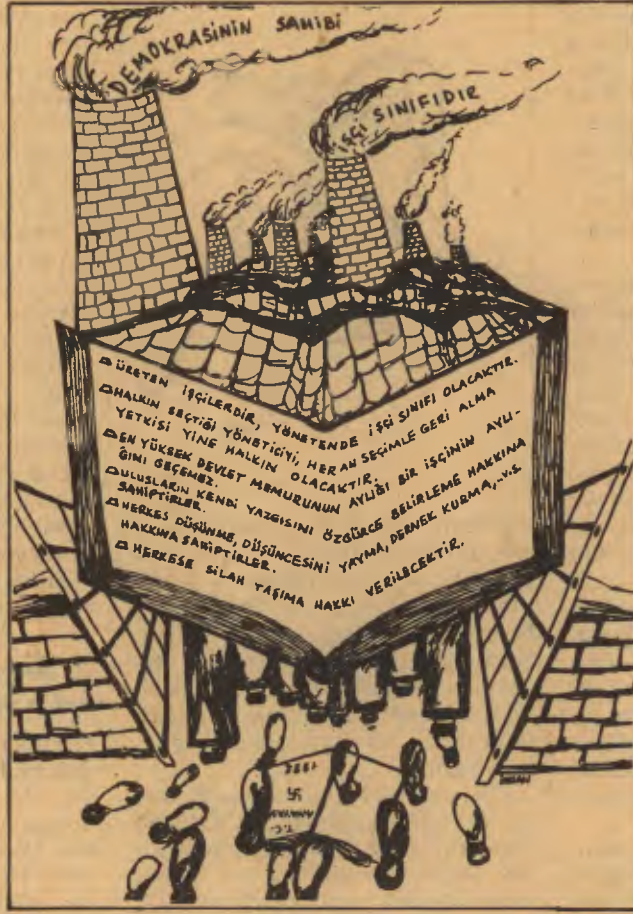 DEMOKRASİNİN SAHİBİ
İŞÇİ SINIFIDIR
ÜRETEN İŞÇİLERDİR, YÖNETENDE İŞÇİ SINIFI OLACAKTIR.
HALKIN SEÇTİĞİ YÖNETİCİYİ, HER AN SEÇİMLE GERİ ALMA
YETKİSİ YİNE HALKIN OLACAKTIR.
EN YÜKSEK DEVLET MEMURUNUN AYLIĞI BİR İŞÇİNİN AYLI-
ĞINI GEÇEMEZ.
ULUSLARIN KENDİ YAZGISINI ÖZGÜRCE BELİRLEME HAKKINA
SAHİPTİRLER.
HERKES DÜŞÜNME, DÜŞÜNCESİNİ YAYMA, DERNEK KURMA,..V.S
HAKKINA SAHİPTİRLER.
HERKESE SİLAH TAŞIMA HAKKI VERİLECEKTİR.
T.C.
1982